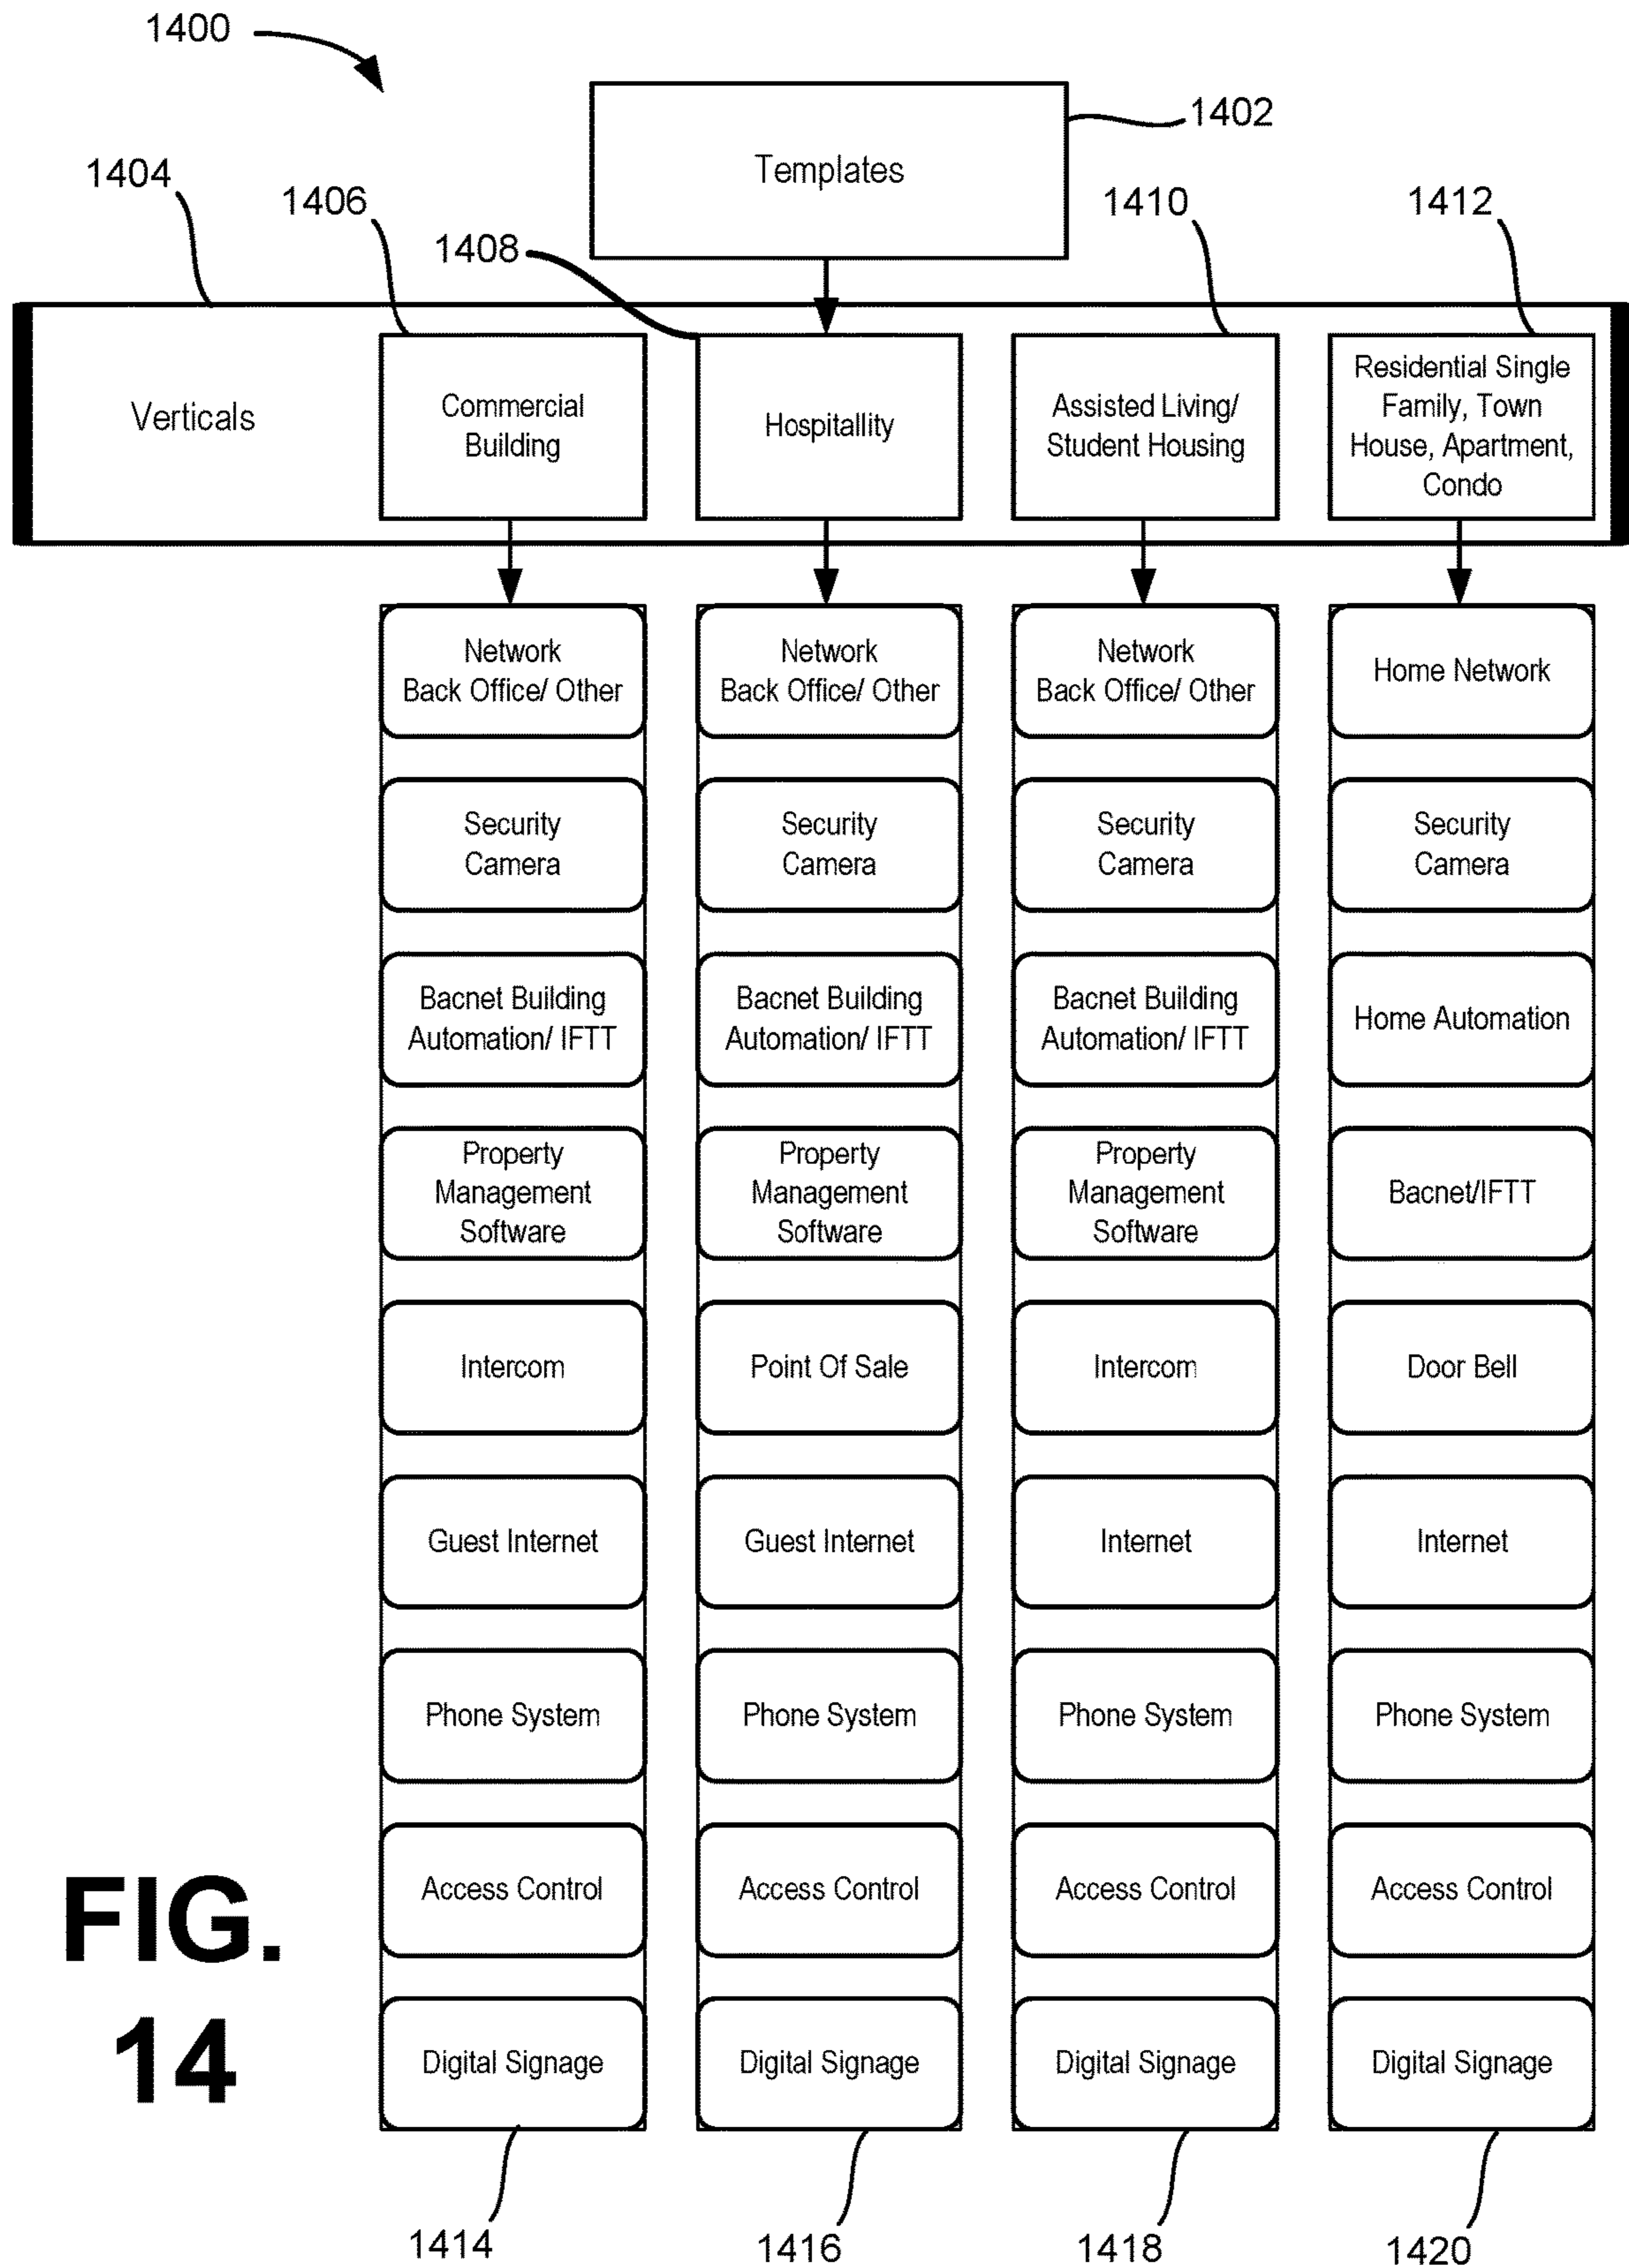 1400
1402
Templates
1404
1406
1408
1410
1412
Verticals
Commercial
Building
Hospitallity
Assisted Living/
Student Housing
Residential Single
Family, Town
House, Apartment,
Condo
Network
Back Office/ Other
Network
Back Office/ Other
Network
Back Office/ Other
Home Network
Security
Camera
Security
Camera
Security
Camera
Security
Camera
Bacnet Building
Automation/ IFTT
Bacnet Building
Automation/ IFTT
Bacnet Building
Automation/ IFTT
Home Automation
Property
Management
Software
Property
Management
Software
Property
Management
Software
Bacnet/IFTT
Intercom
Point Of Sale
Intercom
Door Bell
Guest Internet
Guest Internet
Internet
Internet
Phone System
Phone System
Phone System
Phone System
Access Control
Access Control
Access Control
Access Control
Digital Signage
Digital Signage
Digital Signage
Digital Signage
FIG.
14
1414
1416
1418
1420